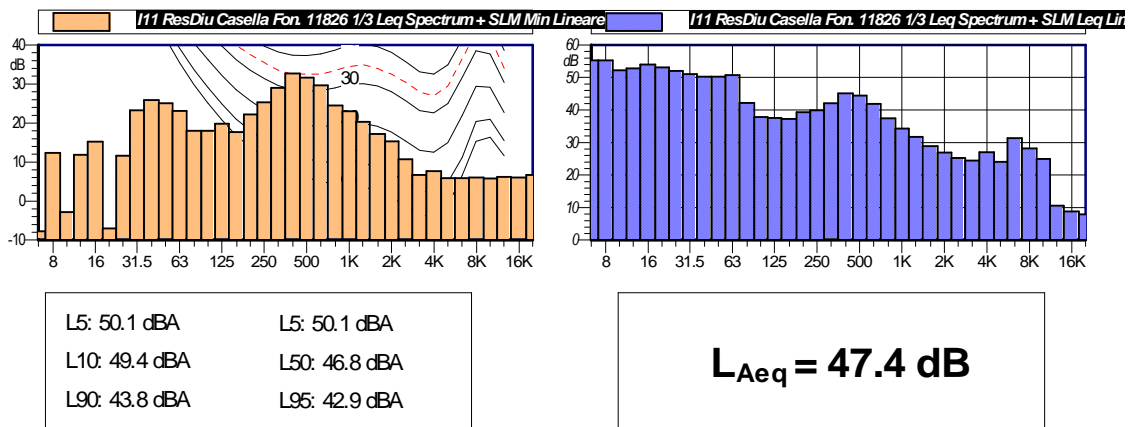 I11 ResDiu Casella Fon. 11826 1/3 Leq Spectrum + SLM Min Lineare
I11 ResDiu Casella Fon. 11826 1/3 Leq Spectrum + SLM Leq Lin
40
dB
30
20
10
0
-10
30
8 16 31.5 63 125 250 500 1K 2K 4K 8K 16K
60
dB
50
40
30
20
10
0
8 16 31.5 63 125 250 500 1K 2K 4K 8K 16K
L5: 50.1 dBA L5: 50.1 dBA
L10: 49.4 dBA L50: 46.8 dBA
L90: 43.8 dBA L95: 42.9 dBA
LAeq = 47.4 dB